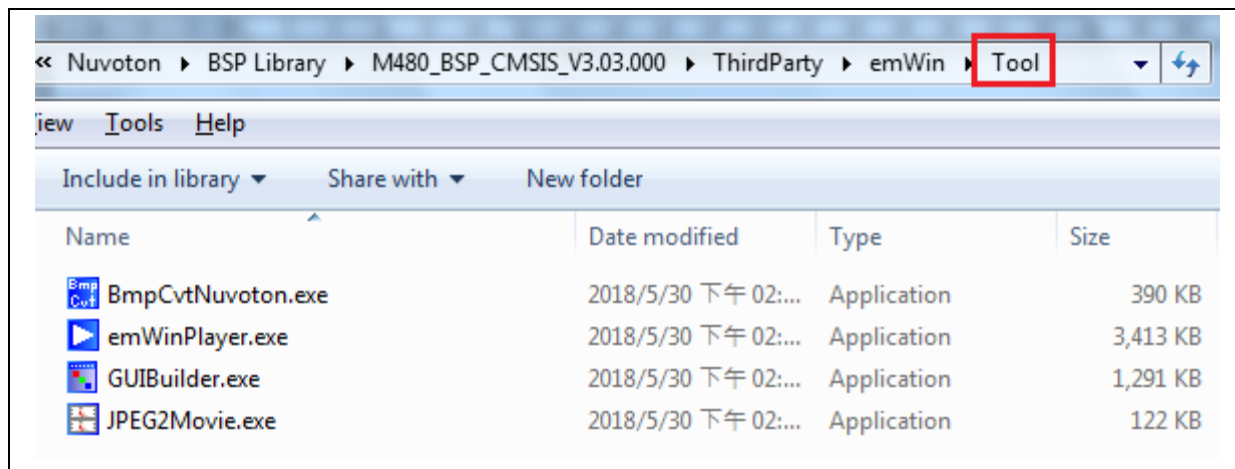 « Nuvoton ▸ BSP Library ▸ M480_BSP_CMSIS_V3.03.000 ▸ ThirdParty ▸ emWin ▸ Tool
iew Tools Help
Include in library Share with New folder
Name Date modified Type Size
Bmp Cvt BmpCvtNuvoton.exe 2018/5/30 下午 02:... Application 390 KB
emWinPlayer.exe 2018/5/30 下午 02:... Application 3,413 KB
GUIBuilder.exe 2018/5/30 下午 02:... Application 1,291 KB
JPEG2Movie.exe 2018/5/30 下午 02:... Application 122 KB